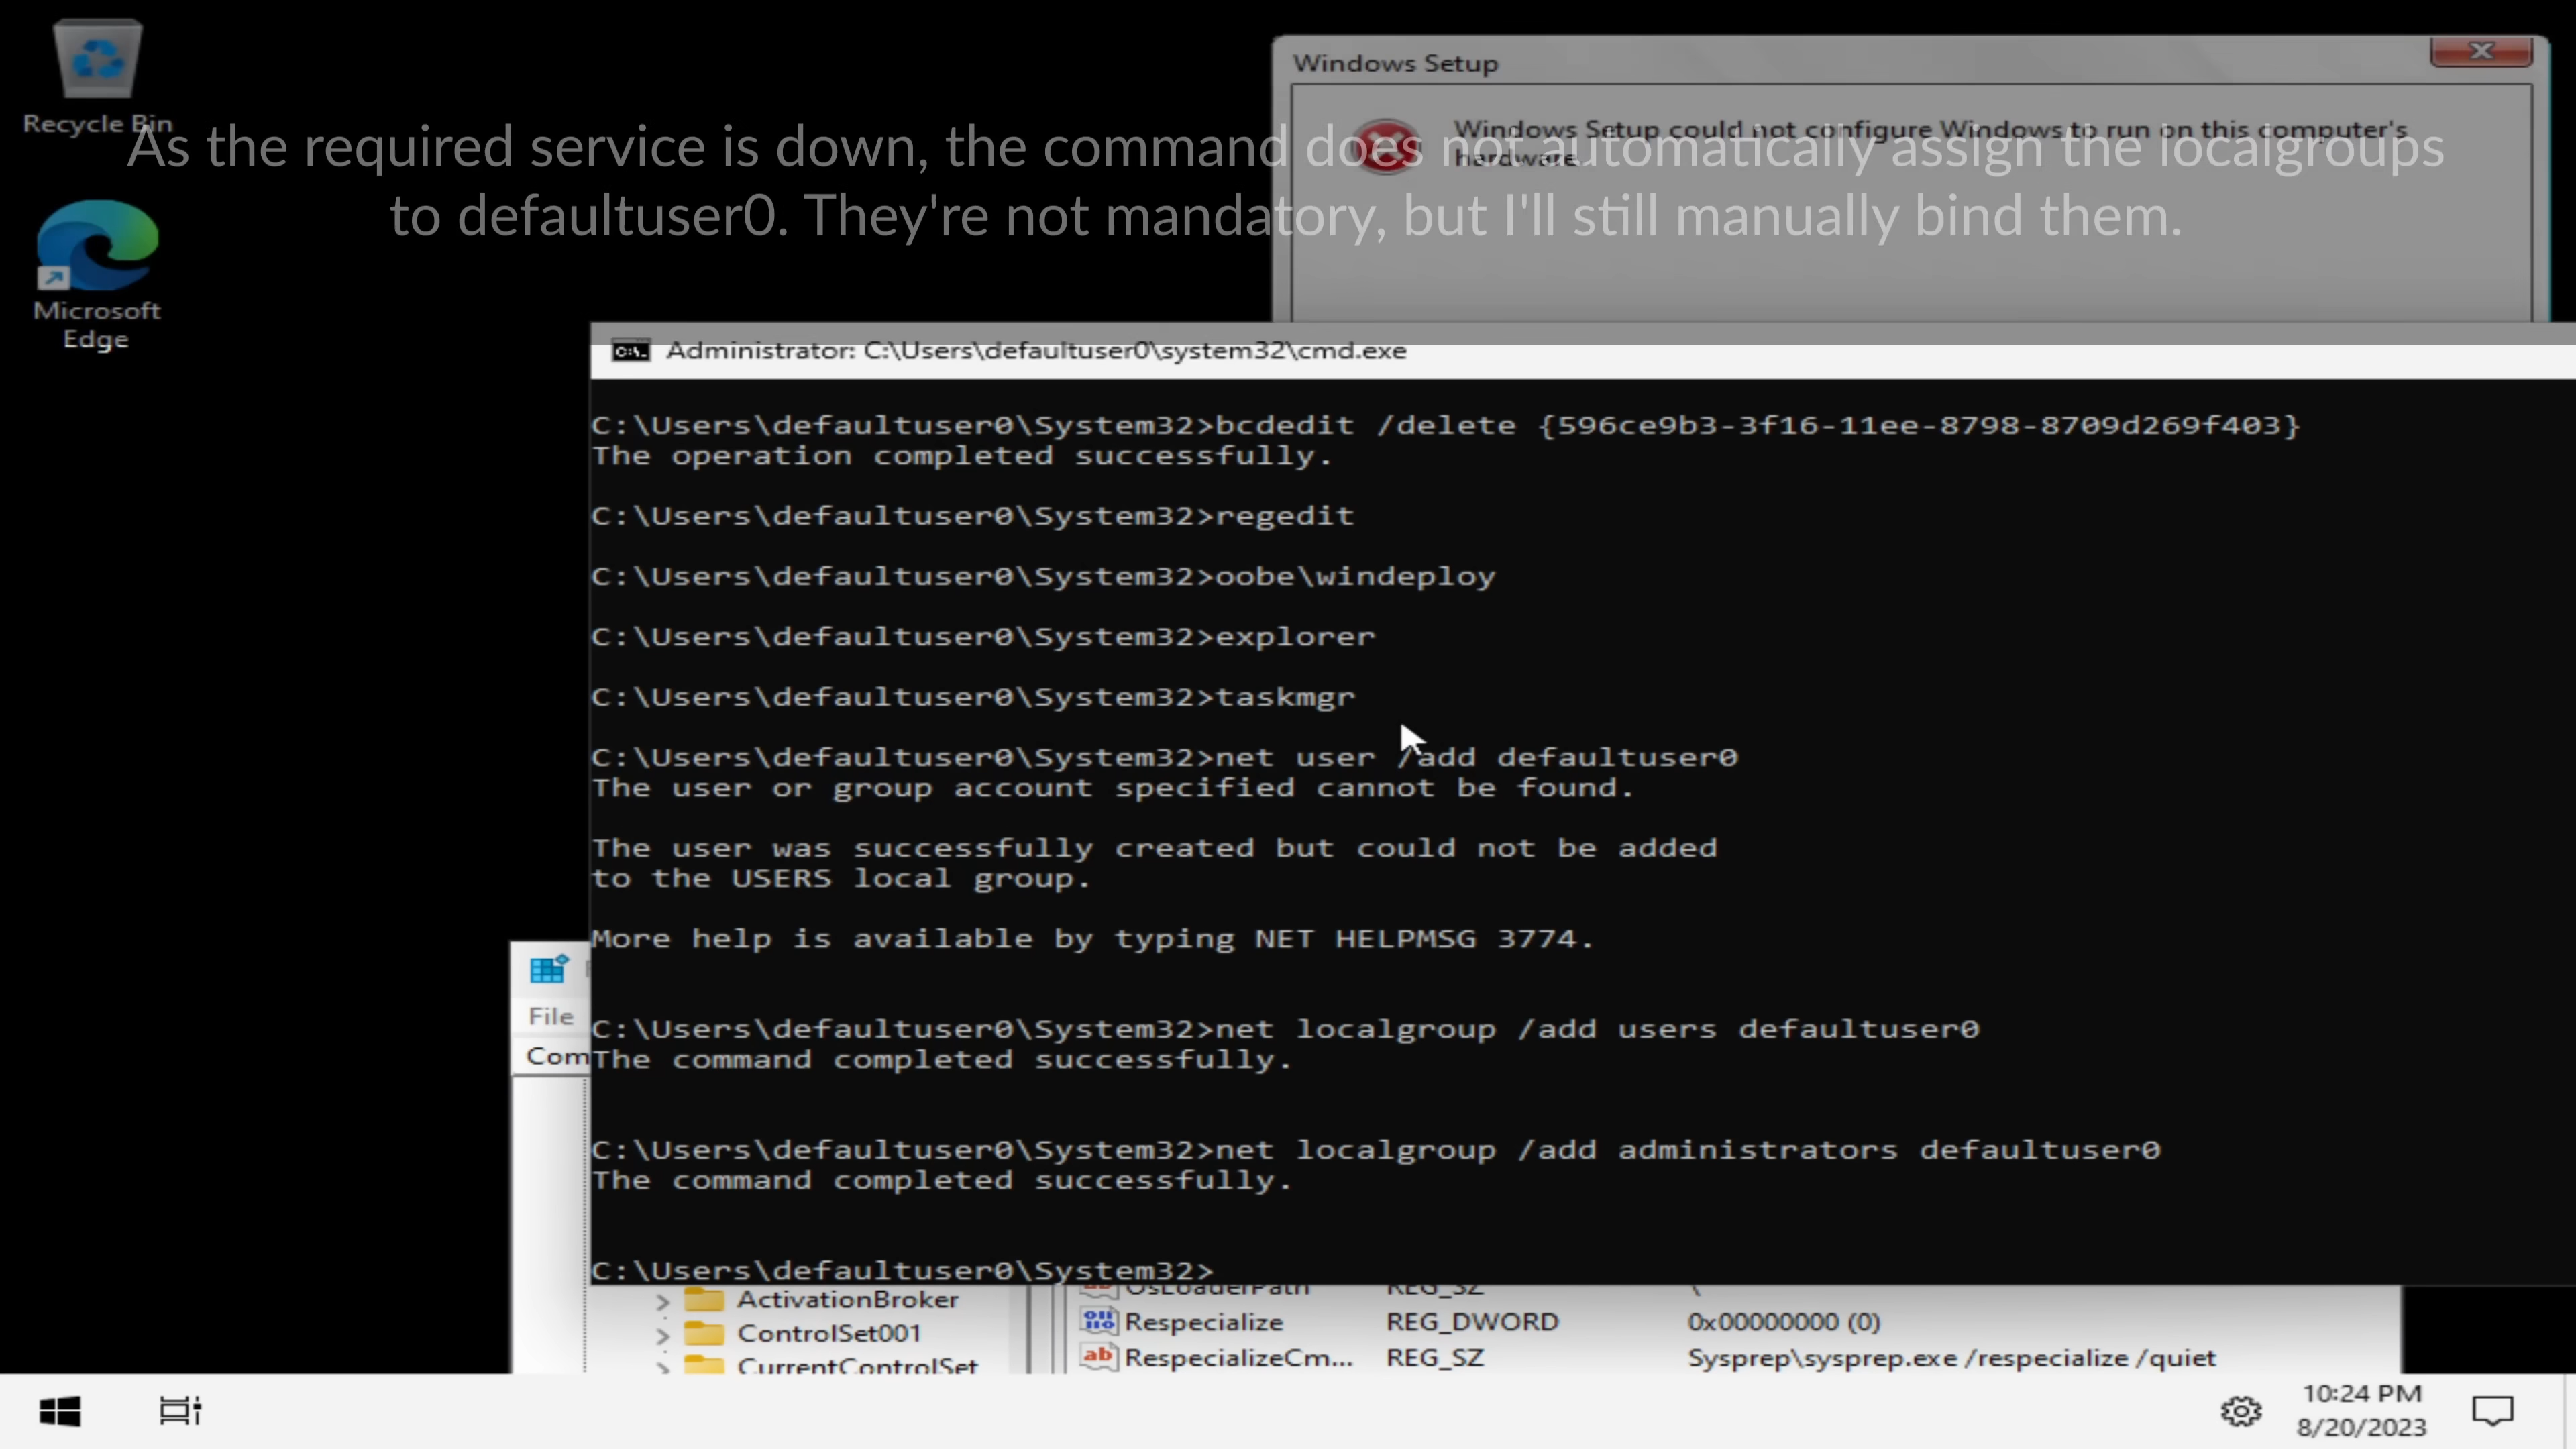 Recycle Bin
Microsoft
Edge
Windows Setup
Windows Setup could not configure Windows to run on this computer's
hardware.
As the required service is down, the command does not automatically assign the localgroups
to defaultuser0. They're not mandatory, but I'll still manually bind them.
Administrator: C:\Users\defaultuser0\system32\cmd.exe
C:\Users\defaultuser0\System32>bcdedit /delete {596ce9b3-3f16-11ee-8798-8709d269f403}
The operation completed successfully.
C:\Users\defaultuser0\System32>regedit
C:\Users\defaultuser0\System32>oobe\windeploy
C:\Users\defaultuser0\System32>explorer
C:\Users\defaultuser0\System32>taskmgr
C:\Users\defaultuser0\System32>net user /add defaultuser0
The user or group account specified cannot be found.
The user was successfully created but could not be added
to the USERS local group.
More help is available by typing NET HELPMSG 3774.
C:\Users\defaultuser0\System32>net localgroup /add users defaultuser0
The command completed successfully.
C:\Users\defaultuser0\System32>net localgroup /add administrators defaultuser0
The command completed successfully.
C:\Users\defaultuser0\System32>
File
Com
ActivationBroker
ControlSet001
CurrentControlSet
OsLoaderPath REG_SZ \
Respecialize REG_DWORD 0x00000000 (0)
RespecializeCm... REG_SZ Sysprep\sysprep.exe /respecialize /quiet
10:24 PM
8/20/2023